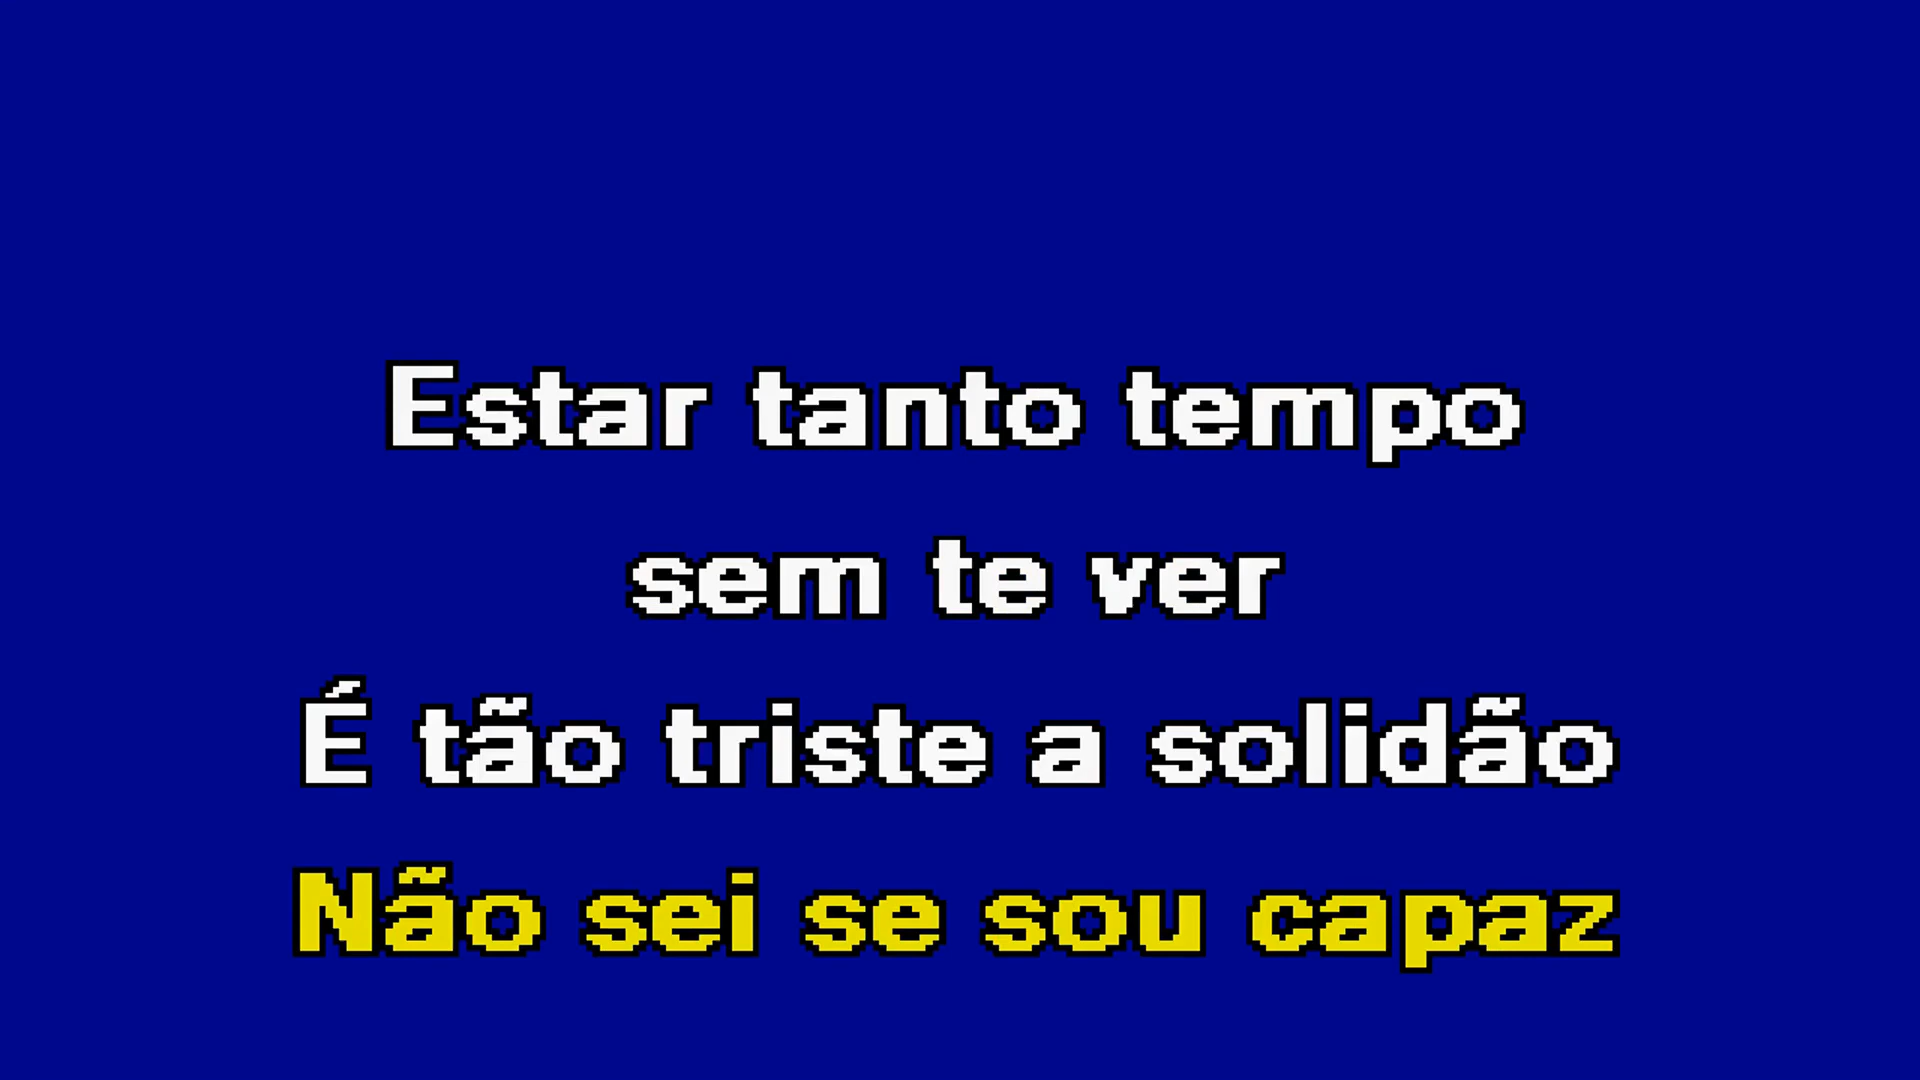 Estar tanto tempo
sem te ver
É tão triste a solidão
Não sei se sou capaz